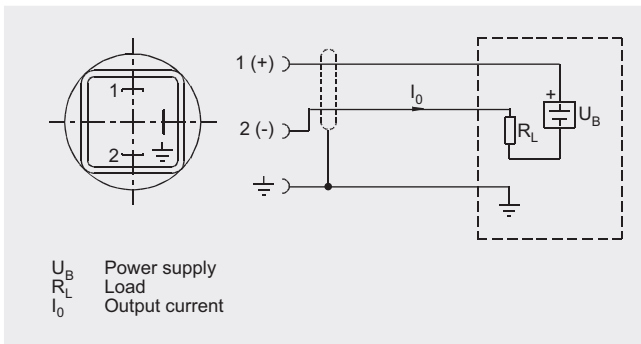 1
2
1 (+)
2 (-)
I0
+
UB
RL
UB Power supply
RL Load
I0 Output current